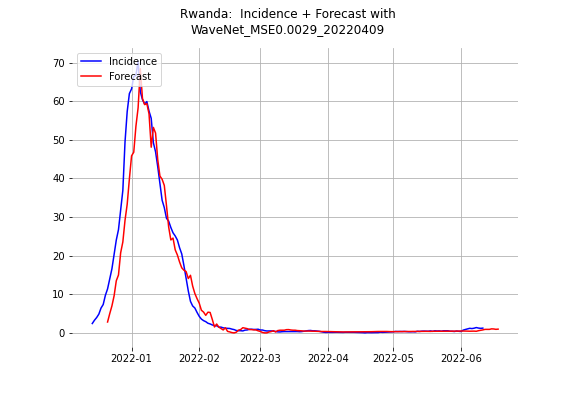 Rwanda:  Incidence + Forecast with
WaveNet_MSE0.0029_20220409
Incidence
Forecast
70
60
50
40
30
20
10
0
2022-01 2022-02 2022-03 2022-04 2022-05 2022-06